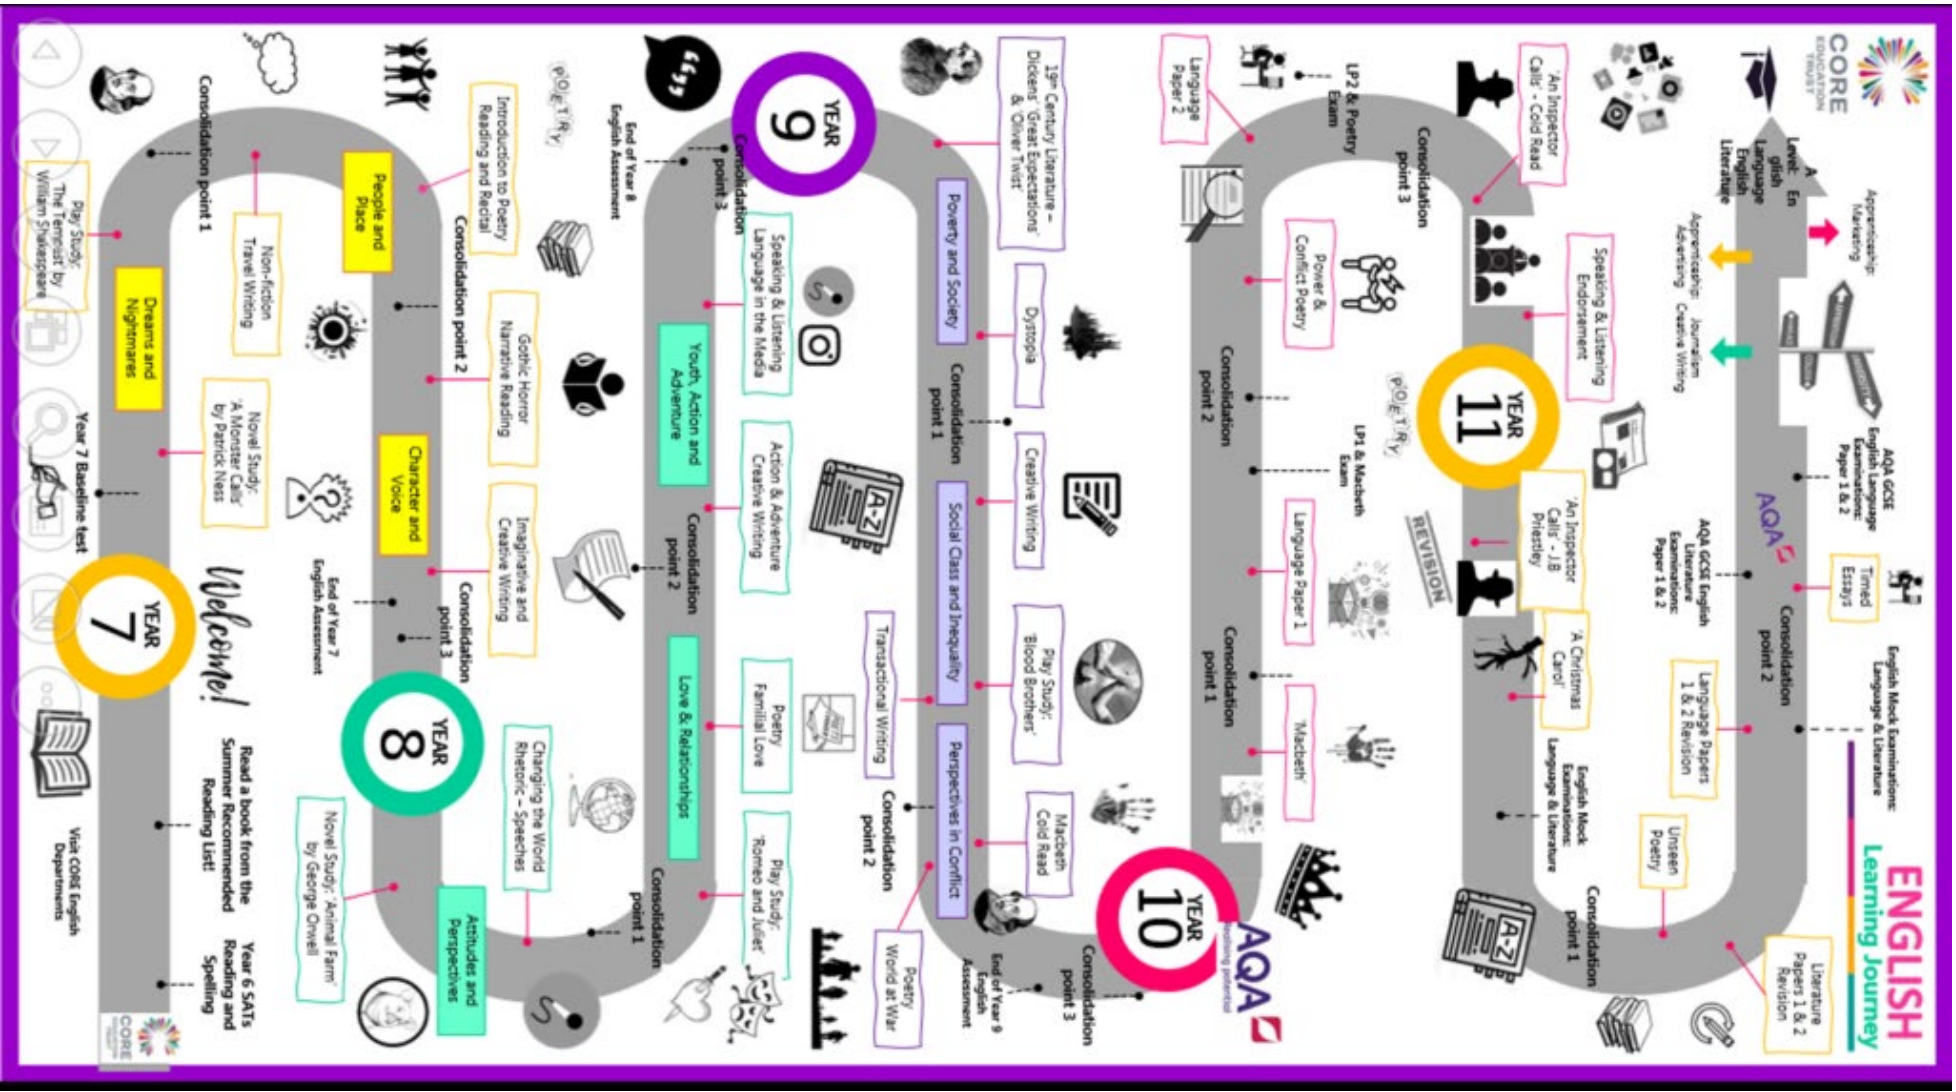 CORE
EDUCATION
TRUST
ENGLISH
Learning Journey
Apprenticeship:
Marketing
AQA GCSE
English Language
Examinations:
Paper 1 & 2
Timed
Essays
English Mock Examinations:
Language & Literature
A
Level: En
glish
Language
English
Literature
Apprenticeship:
Advertising
Journalism
Creative Writing
AQA
AQA GCSE English
Literature
Examinations:
Paper 1 & 2
Consolidation
point 2
Language Papers
1 & 2 Revision
Unseen
Poetry
Literature
Papers 1 & 2
Revision
'An Inspector
Calls' - Cold Read
Speaking & Listening
Endorsement
YEAR
11
'An Inspector
Calls' - J.B
Priestley
'A Christmas
Carol'
English Mock
Examinations:
Language & Literature
Consolidation
point 1
A-Z
Consolidation
point 3
LP2 & Poetry
Exam
POETRY
LP1 & Macbeth
Exam
REVISION
Language
Paper 2
Power &
Conflict Poetry
Consolidation
point 2
Language Paper 1
Consolidation
point 1
'Macbeth'
YEAR
10
AQA
Realising potential
19th Century Literature –
Dickens' 'Great Expectations'
& 'Oliver Twist'
Dystopia
Creative Writing
Play Study:
'Blood Brothers'
Macbeth
Cold Read
Consolidation
point 3
Poverty and Society
Consolidation
point 1
Social Class and Inequality
Perspectives in Conflict
End of Year 9
English
Assessment
Transactional Writing
Consolidation
point 2
Poetry
World at War
YEAR
9
A-Z
Consolidation
point 3
Speaking & Listening
Language in the Media
Action & Adventure
Creative Writing
Poetry
Familial Love
Play Study:
'Romeo and Juliet'
Youth, Action and
Adventure
Consolidation
point 2
Love & Relationships
Consolidation
point 1
End of Year 8
English Assessment
POETRY
Introduction to Poetry
Reading and Recital
Gothic Horror
Narrative Reading
Imaginative and
Creative Writing
Changing the World
Rhetoric – Speeches
Consolidation point 2
Consolidation
point 3
People and
Place
Character and
Voice
YEAR
8
Attitudes and
Perspectives
End of Year 7
English Assessment
Novel Study: 'Animal Farm'
by George Orwell
Consolidation point 1
Non-fiction
Travel Writing
Novel Study:
'A Monster Calls'
by Patrick Ness
Welcome!
Read a book from the
Summer Recommended
Reading List!
Year 6 SATs
Reading and
Spelling
Dreams and
Nightmares
YEAR
7
CORE
Play Study:
'The Tempest' by
William Shakespeare
Year 7 Baseline test
Visit CORE English
Departments